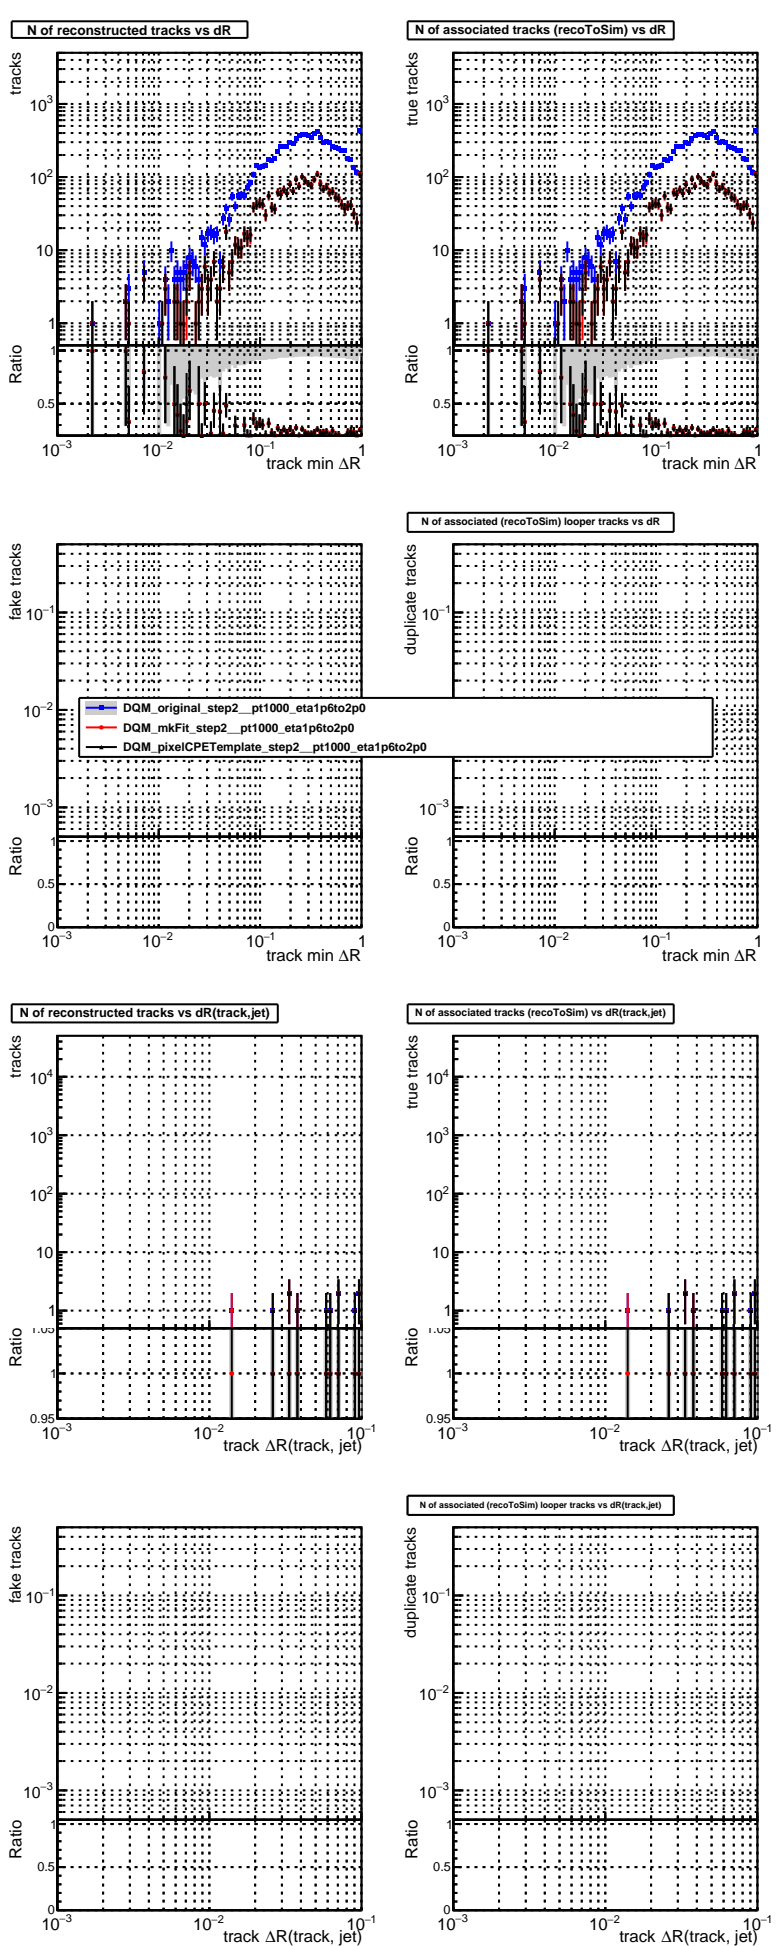 N of reconstructed tracks vs dR
tracks
10³
10²
10
1
Ratio
1
0.5
10⁻³
10⁻²
10⁻¹
1
track min ΔR
N of associated tracks (recoToSim) vs dR
true tracks
10³
10²
10
1
Ratio
1
0.5
10⁻³
10⁻²
10⁻¹
1
track min ΔR
fake tracks
10⁻¹
10⁻²
10⁻³
Ratio
1
0.5
0
10⁻³
10⁻²
10⁻¹
1
track min ΔR
N of associated (recoToSim) looper tracks vs dR
duplicate tracks
10⁻¹
10⁻³
Ratio
1
0.5
0
10⁻³
10⁻²
10⁻¹
1
track min ΔR
DQM_original_step2__pt1000_eta1p6to2p0
DQM_mkFit_step2__pt1000_eta1p6to2p0
DQM_pixelCPETemplate_step2__pt1000_eta1p6to2p0
N of reconstructed tracks vs dR(track,jet)
tracks
10⁴
10³
10²
10
1
Ratio
1.05
1
0.95
10⁻³
10⁻²
10⁻¹
track ΔR(track, jet)
N of associated tracks (recoToSim) vs dR(track,jet)
true tracks
10⁴
10³
10²
10
1
Ratio
1.05
1
0.95
10⁻³
10⁻²
10⁻¹
track ΔR(track, jet)
fake tracks
10⁻¹
10⁻²
10⁻³
Ratio
1
0.5
0
10⁻³
10⁻²
10⁻¹
track ΔR(track, jet)
N of associated (recoToSim) looper tracks vs dR(track,jet)
duplicate tracks
10⁻¹
10⁻²
10⁻³
Ratio
1
0.5
0
10⁻³
10⁻²
10⁻¹
track ΔR(track, jet)